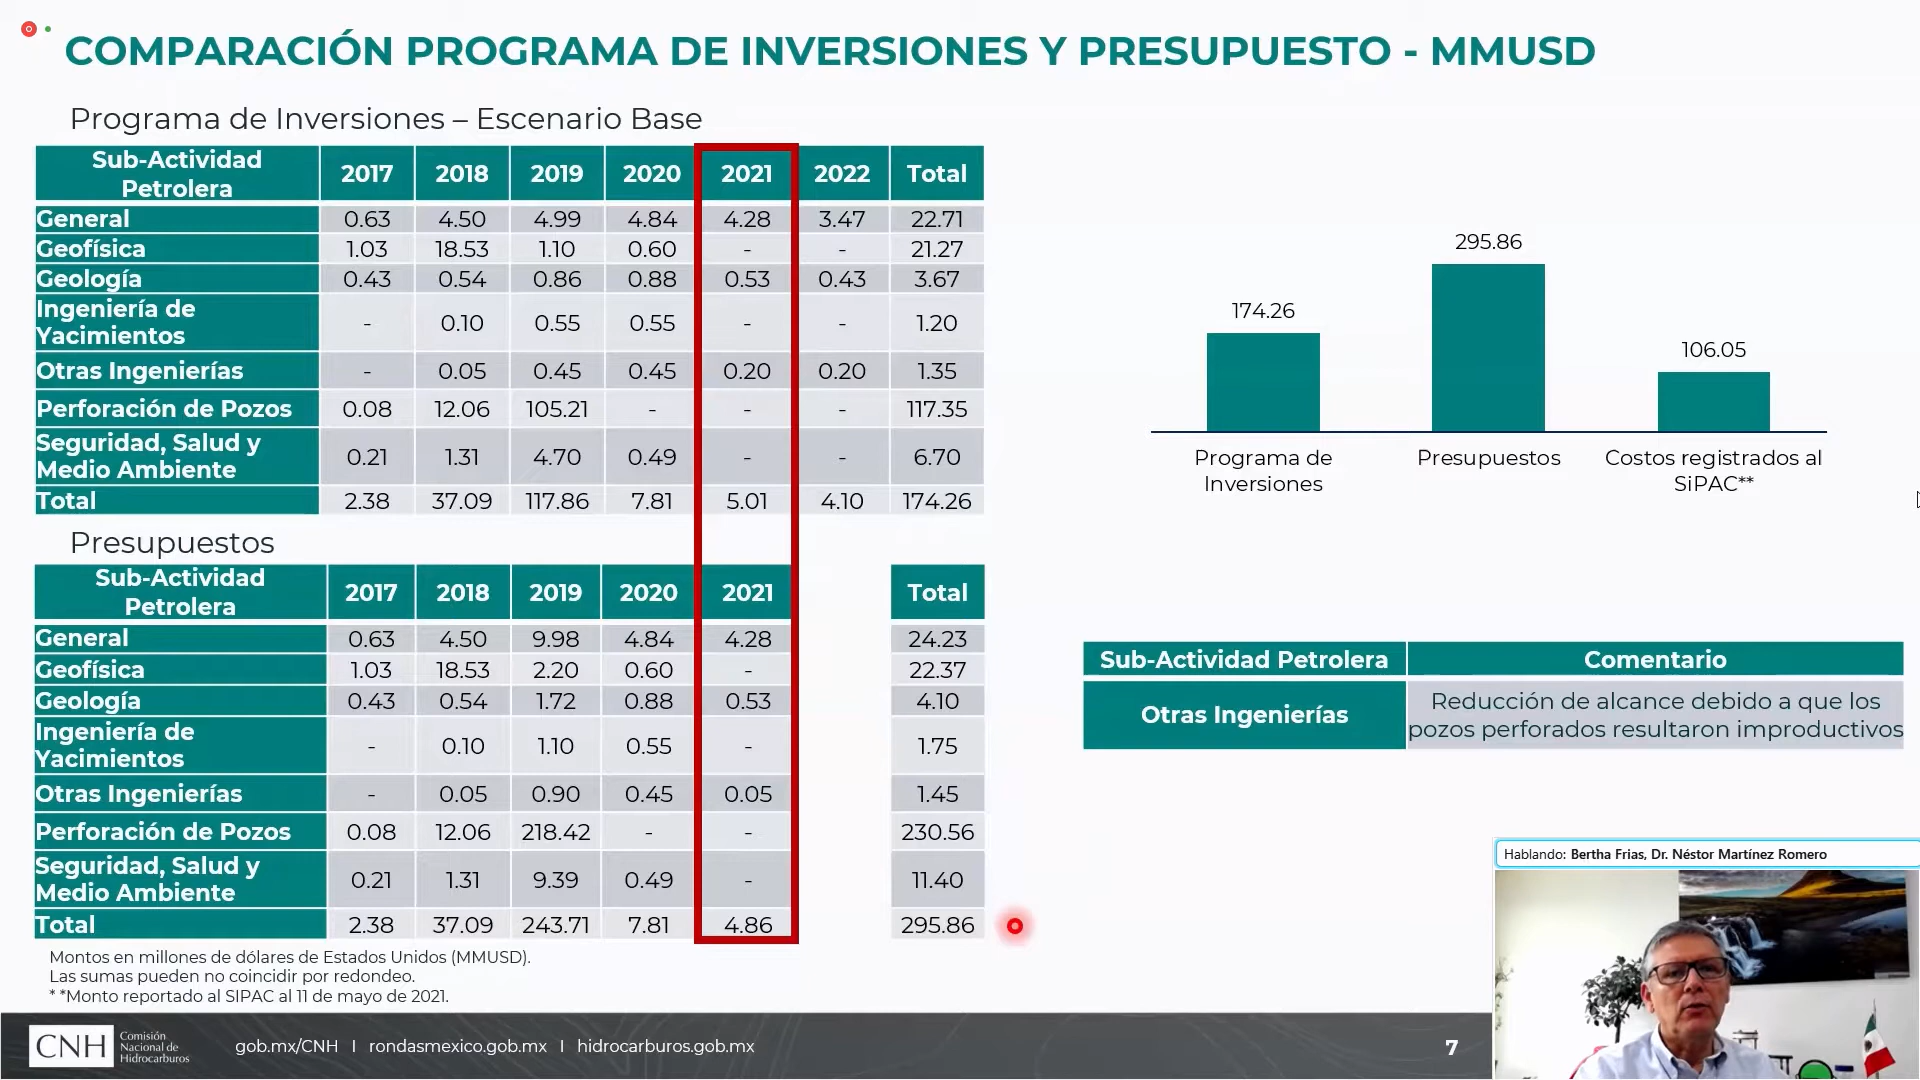 COMPARACIÓN PROGRAMA DE INVERSIONES Y PRESUPUESTO - MMUSD
Programa de Inversiones – Escenario Base
Sub-Actividad Petrolera 2017 2018 2019 2020 2021 2022 Total
General 0.63 4.50 4.99 4.84 4.28 3.47 22.71
Geofísica 1.03 18.53 1.10 0.60 - - 21.27
Geología 0.43 0.54 0.86 0.88 0.53 0.43 3.67
Ingeniería de Yacimientos - 0.10 0.55 0.55 - - 1.20
Otras Ingenierías - 0.05 0.45 0.45 0.20 0.20 1.35
Perforación de Pozos 0.08 12.06 105.21 - - - 117.35
Seguridad, Salud y Medio Ambiente 0.21 1.31 4.70 0.49 - - 6.70
Total 2.38 37.09 117.86 7.81 5.01 4.10 174.26
Presupuestos
Sub-Actividad Petrolera 2017 2018 2019 2020 2021 Total
General 0.63 4.50 9.98 4.84 4.28 24.23
Geofísica 1.03 18.53 2.20 0.60 - 22.37
Geología 0.43 0.54 1.72 0.88 0.53 4.10
Ingeniería de Yacimientos - 0.10 1.10 0.55 - 1.75
Otras Ingenierías - 0.05 0.90 0.45 0.05 1.45
Perforación de Pozos 0.08 12.06 218.42 - - 230.56
Seguridad, Salud y Medio Ambiente 0.21 1.31 9.39 0.49 - 11.40
Total 2.38 37.09 243.71 7.81 4.86 295.86
Montos en millones de dólares de Estados Unidos (MMUSD).
Las sumas pueden no coincidir por redondeo.
* *Monto reportado al SIPAC al 11 de mayo de 2021.
174.26
295.86
106.05
Programa de Inversiones
Presupuestos
Costos registrados al SiPAC**
Sub-Actividad Petrolera Comentario
Otras Ingenierías
Reducción de alcance debido a que los
pozos perforados resultaron improductivos
Hablando: Bertha Frias, Dr. Néstor Martínez Romero
CNH
Comisión
Nacional de
Hidrocarburos
gob.mx/CNH I rondasmexico.gob.mx I hidrocarburos.gob.mx
7